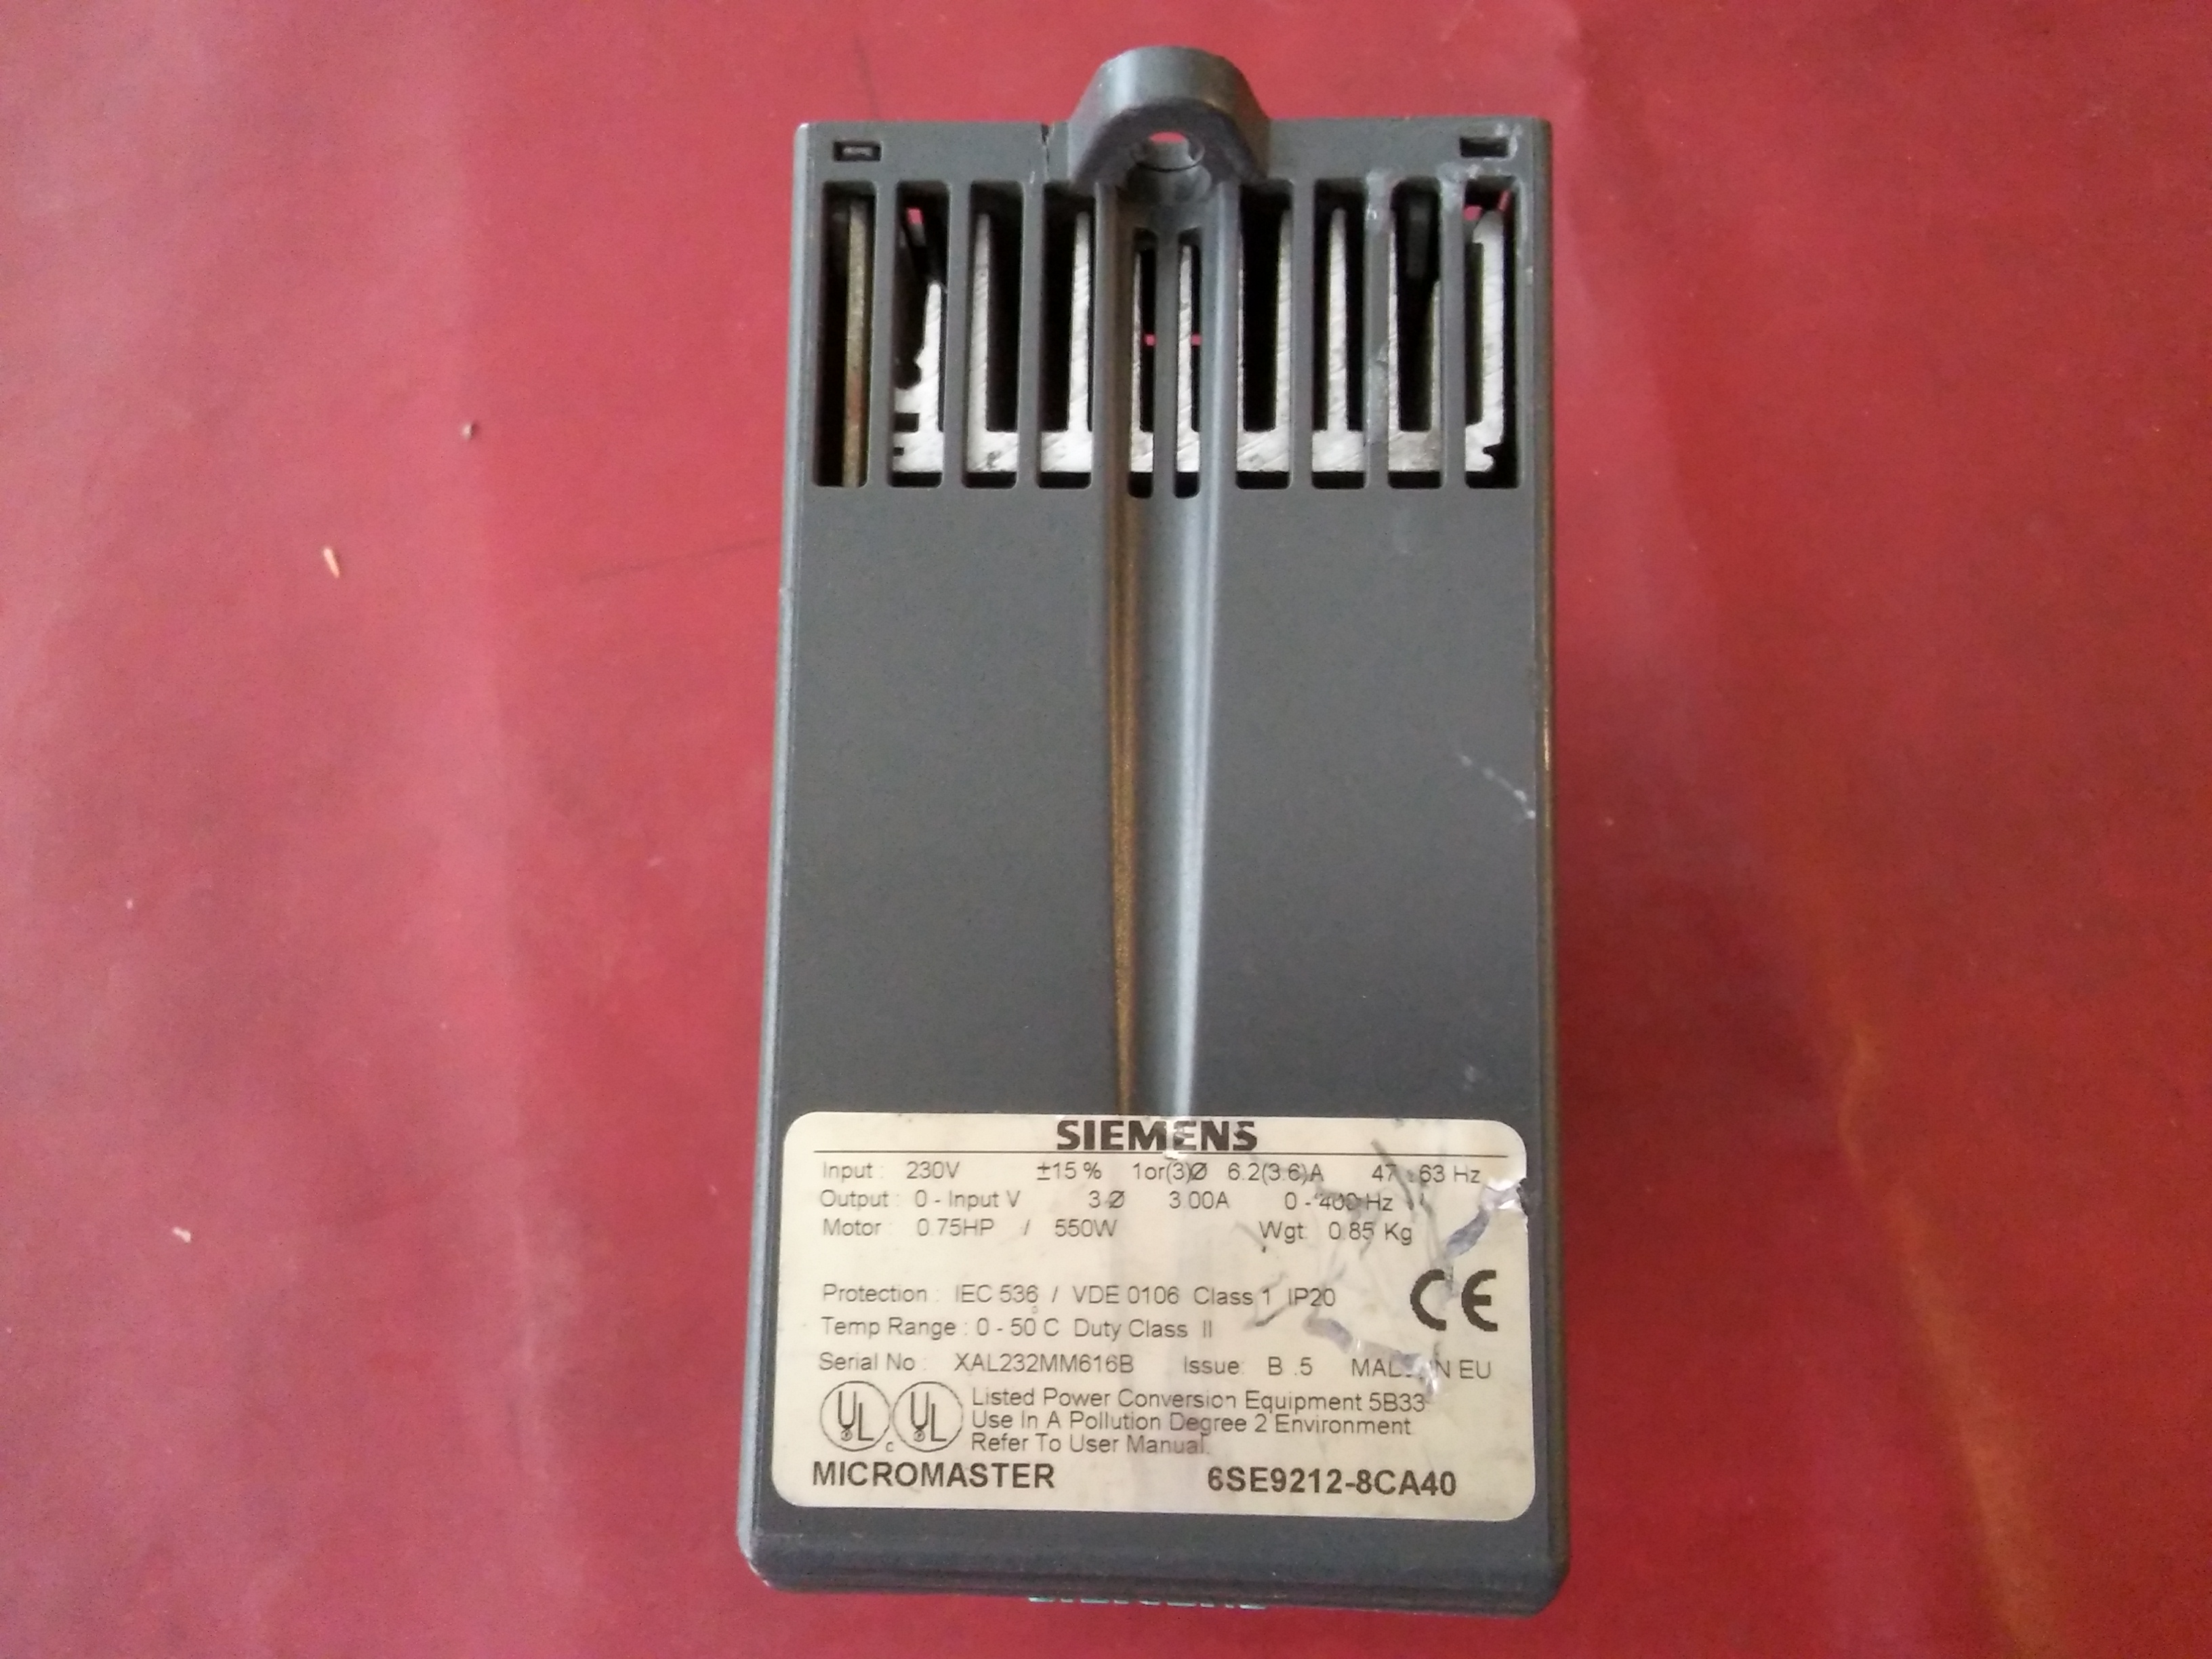 SIEMENS
Input : 230V ±15 % 1or(3)Ø 6.2(3.6)A 47 - 63 Hz
Output : 0 - Input V 3 Ø 3.00A 0 - 400 Hz
Motor 0.75HP / 550W Wgt: 0.85 Kg
Protection : IEC 536 / VDE 0106 Class 1 IP20
CE
Temp Range : 0 - 50°C Duty Class II
Serial No : XAL232MM616B Issue: B .5 EU
UL c UL Listed Power Conversion Equipment 5B33
Use In A Pollution Degree 2 Environment
Refer To User Manual.
MICROMASTER 6SE9212-8CA40